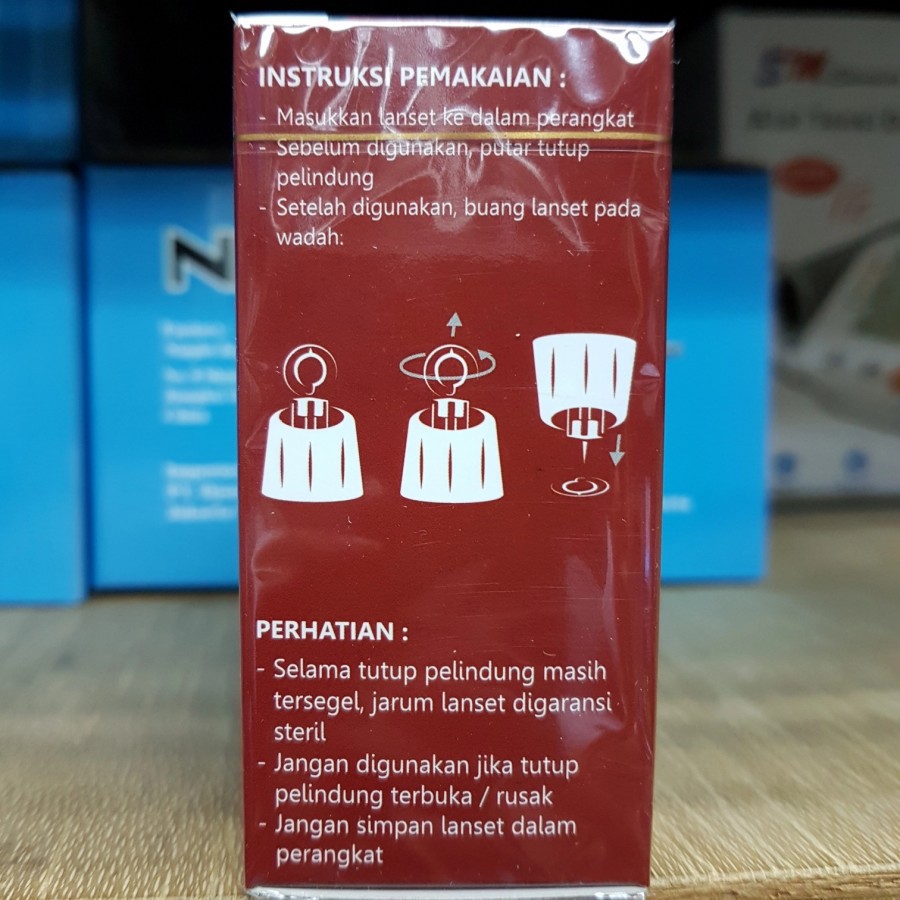 INSTRUKSI PEMAKAIAN :
- Masukkan lanset ke dalam perangkat
- Sebelum digunakan, putar tutup
pelindung
- Setelah digunakan, buang lanset pada
wadah:
PERHATIAN :
- Selama tutup pelindung masih
tersegel, jarum lanset digaransi
steril
- Jangan digunakan jika tutup
pelindung terbuka / rusak
- Jangan simpan lanset dalam
perangkat